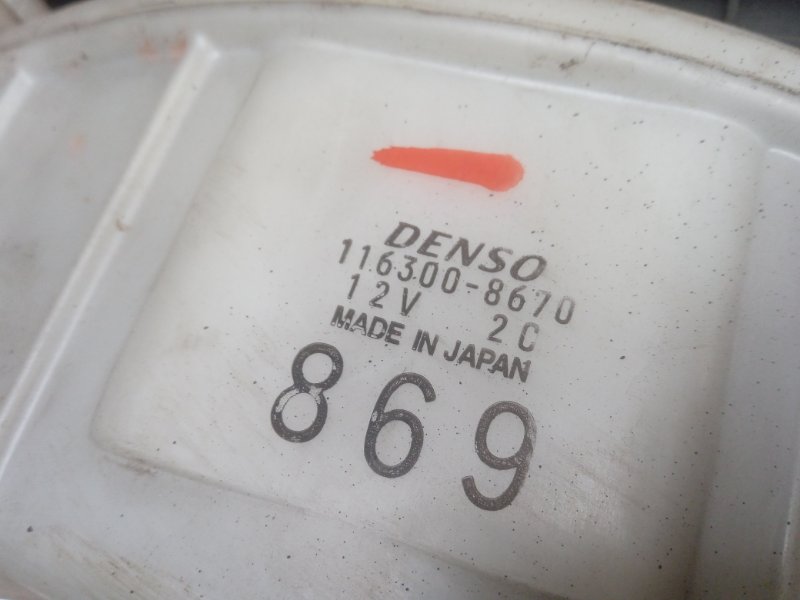 DENSO
116300-8670
12V 2C
MADE IN JAPAN
869